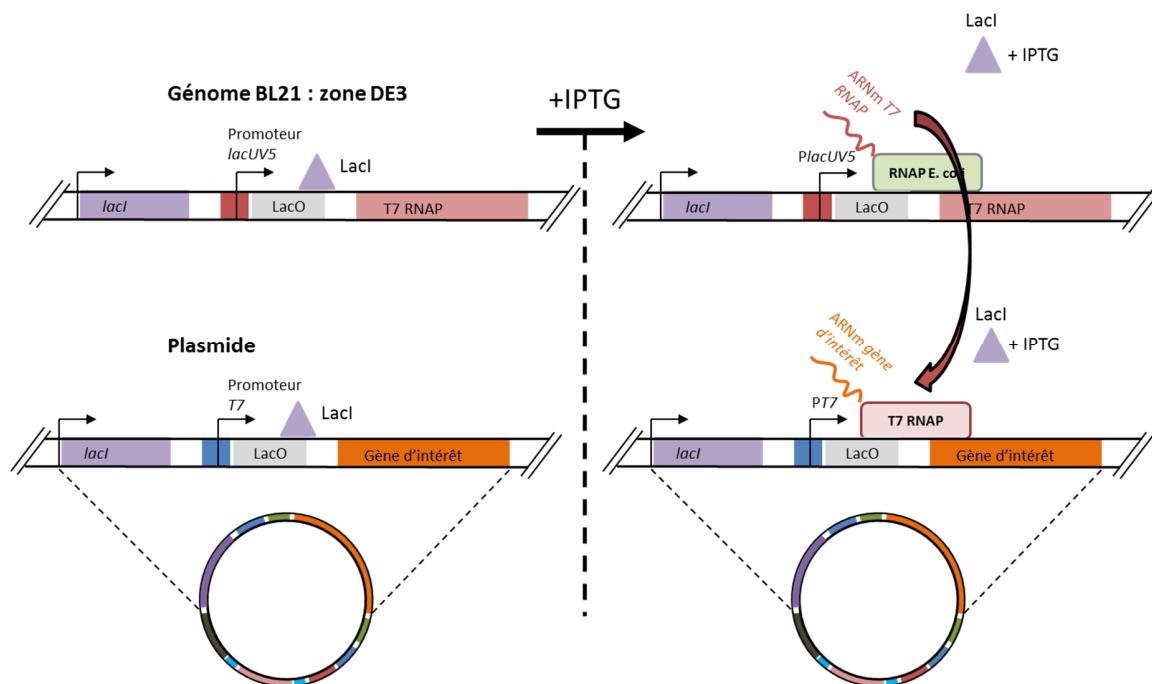 Génome BL21 : zone DE3
Promoteur
lacUV5
LacI
lacI
LacO
T7 RNAP
+IPTG
LacI
+ IPTG
ARNm T7
RNAP
PlacUV5
RNAP E. coli
lacI
LacO
T7 RNAP
Plasmide
Promoteur
T7
LacI
lacI
LacO
Gène d'intérêt
LacI
+ IPTG
ARNm gène
d'intérêt
PT7
T7 RNAP
lacI
LacO
Gène d'intérêt